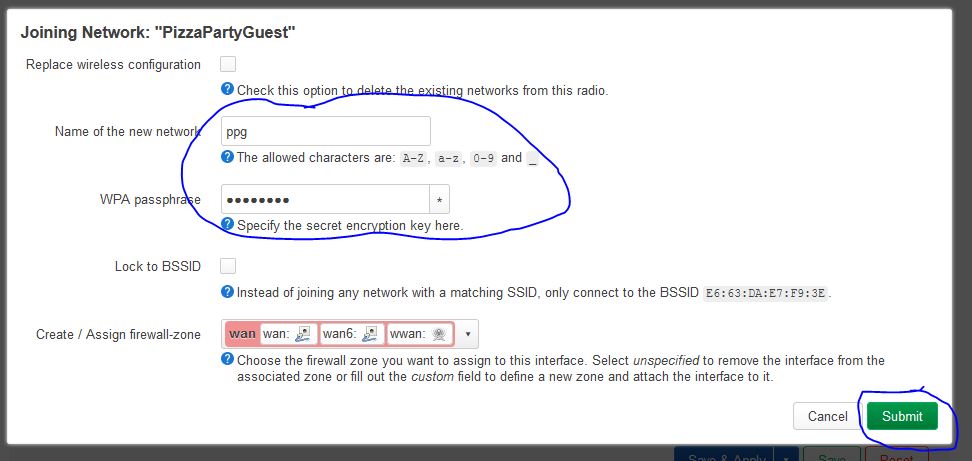 Joining Network: "PizzaPartyGuest"
Replace wireless configuration
Check this option to delete the existing networks from this radio.
Name of the new network
ppg
The allowed characters are: A-Z, a-z, 0-9 and _
WPA passphrase
••••••••
*
Specify the secret encryption key here.
Lock to BSSID
Instead of joining any network with a matching SSID, only connect to the BSSID E6:63:DA:E7:F9:3E.
Create / Assign firewall-zone
wan wan: wan6: wwan:
Choose the firewall zone you want to assign to this interface. Select unspecified to remove the interface from the
associated zone or fill out the custom field to define a new zone and attach the interface to it.
Cancel Submit
Save & Apply Save Reset